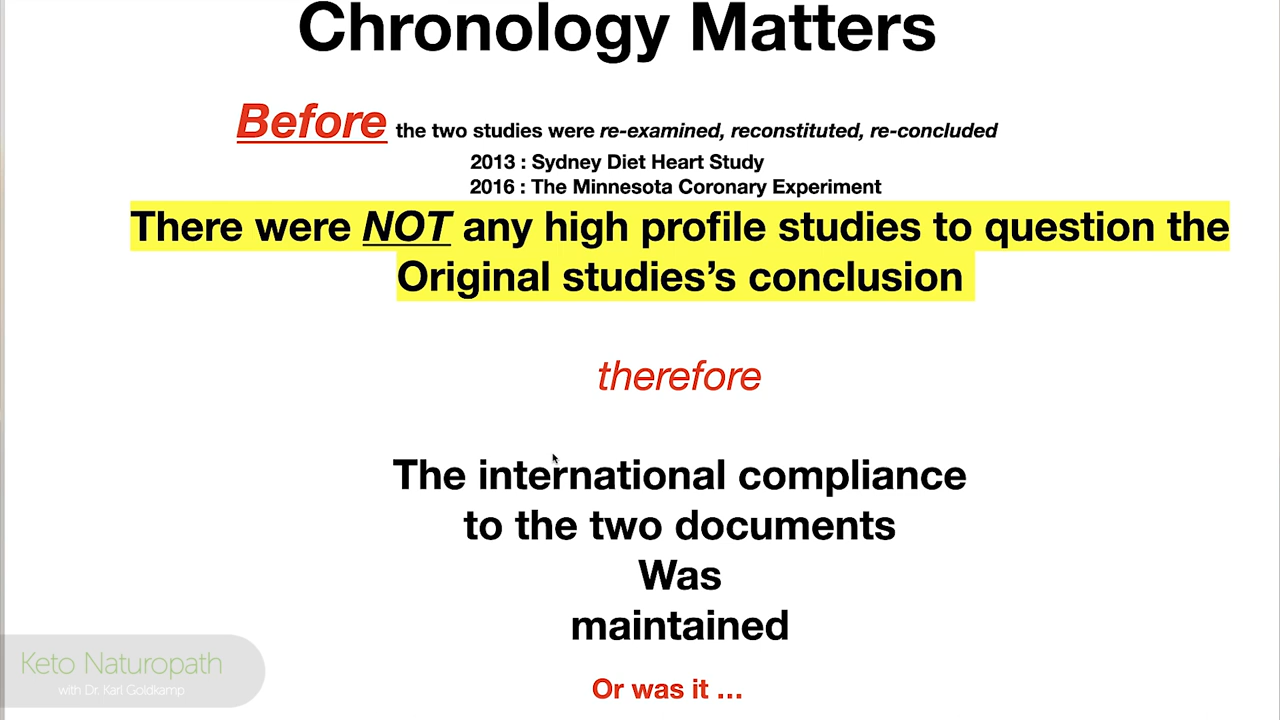 Chronology Matters
Before the two studies were re-examined, reconstituted, re-concluded
2013 : Sydney Diet Heart Study
2016 : The Minnesota Coronary Experiment
There were NOT any high profile studies to question the
Original studies’s conclusion
therefore
The international compliance
to the two documents
Was
maintained
Or was it ...
Keto Naturopath
with Dr. Karl Goldkamp